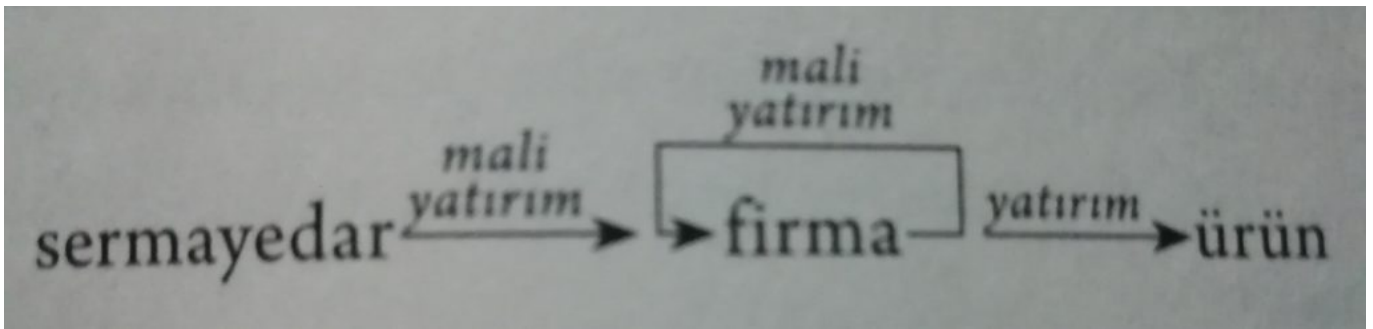 mali
yatırım
mali
yatırım
sermayedar
firma
yatırım
ürün